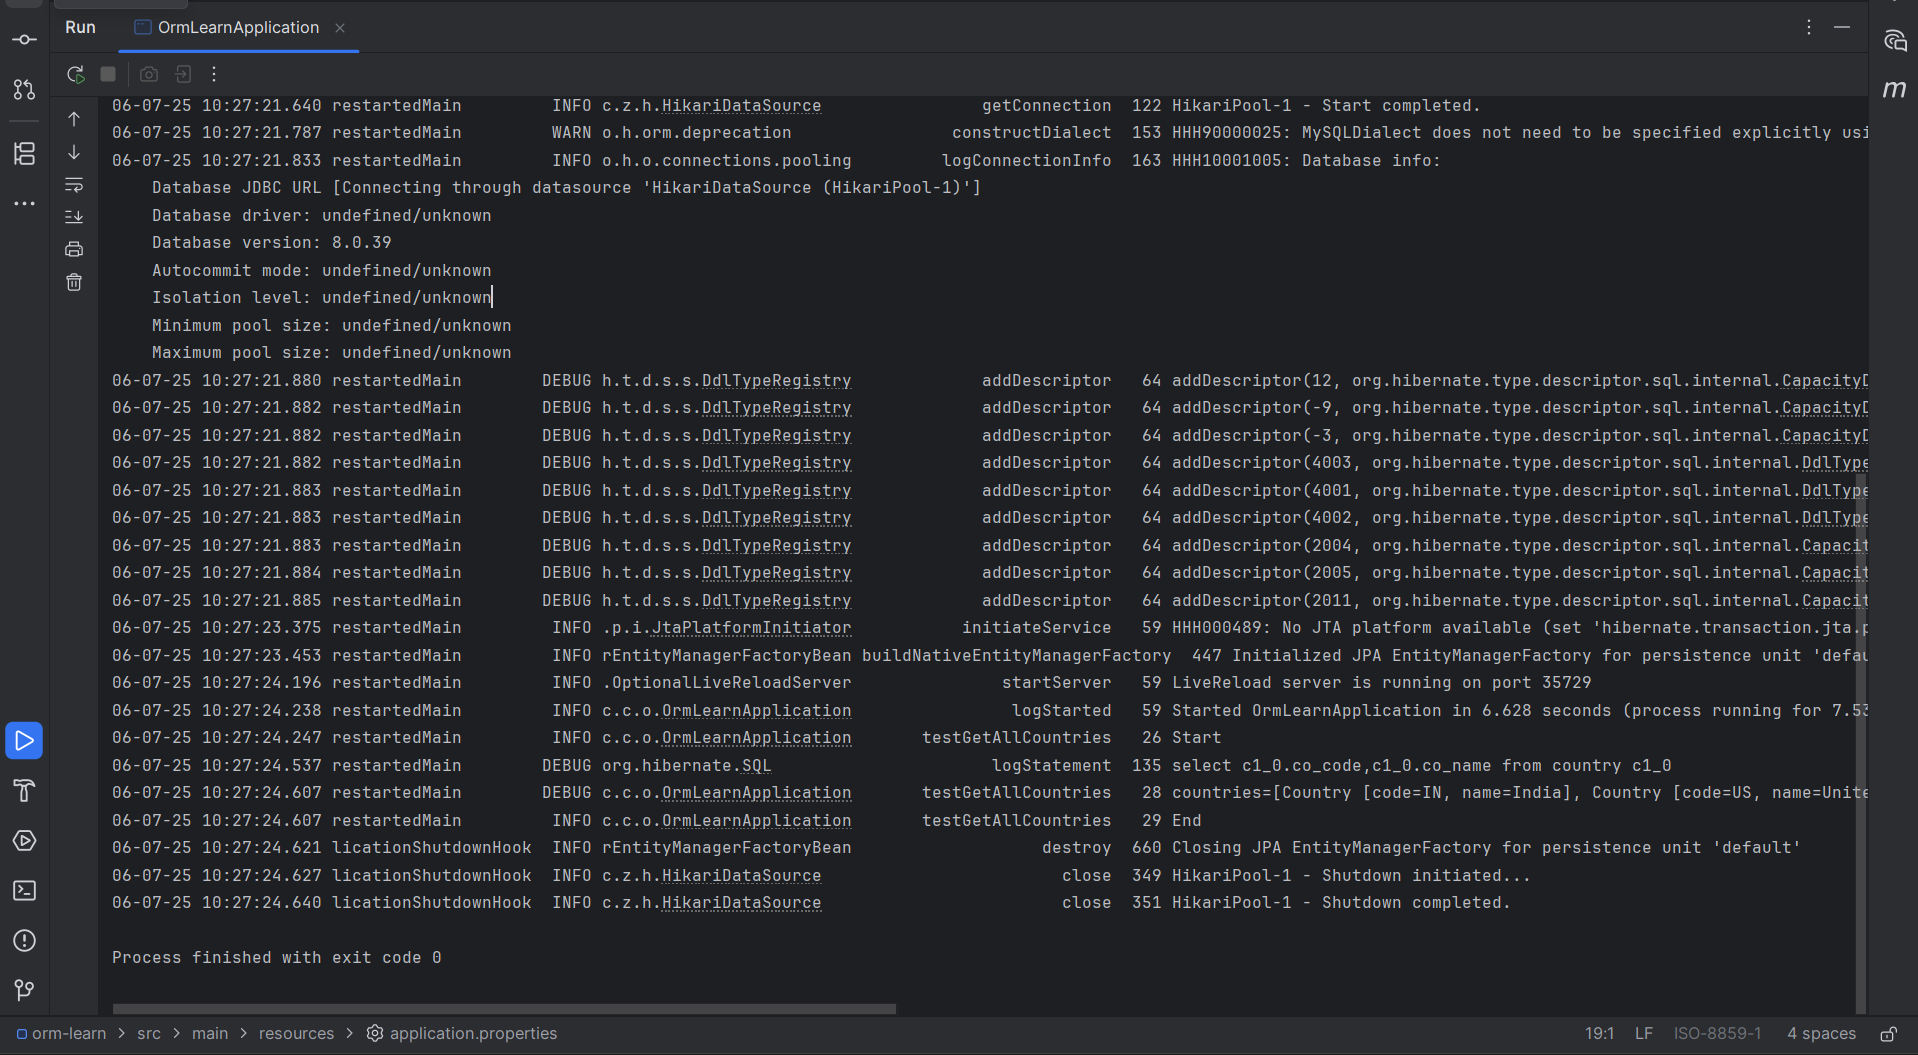 Run OrmLearnApplication
06-07-25 10:27:21.640 restartedMain INFO c.z.h.HikariDataSource getConnection 122 HikariPool-1 - Start completed.
06-07-25 10:27:21.787 restartedMain WARN o.h.orm.deprecation constructDialect 153 HHH90000025: MySQLDialect does not need to be specified explicitly usi
06-07-25 10:27:21.833 restartedMain INFO o.h.o.connections.pooling logConnectionInfo 163 HHH10001005: Database info:
Database JDBC URL [Connecting through datasource 'HikariDataSource (HikariPool-1)']
Database driver: undefined/unknown
Database version: 8.0.39
Autocommit mode: undefined/unknown
Isolation level: undefined/unknown
Minimum pool size: undefined/unknown
Maximum pool size: undefined/unknown
06-07-25 10:27:21.880 restartedMain DEBUG h.t.d.s.s.DdlTypeRegistry addDescriptor 64 addDescriptor(12, org.hibernate.type.descriptor.sql.internal.CapacityD
06-07-25 10:27:21.882 restartedMain DEBUG h.t.d.s.s.DdlTypeRegistry addDescriptor 64 addDescriptor(-9, org.hibernate.type.descriptor.sql.internal.CapacityD
06-07-25 10:27:21.882 restartedMain DEBUG h.t.d.s.s.DdlTypeRegistry addDescriptor 64 addDescriptor(-3, org.hibernate.type.descriptor.sql.internal.CapacityD
06-07-25 10:27:21.882 restartedMain DEBUG h.t.d.s.s.DdlTypeRegistry addDescriptor 64 addDescriptor(4003, org.hibernate.type.descriptor.sql.internal.DdlType
06-07-25 10:27:21.883 restartedMain DEBUG h.t.d.s.s.DdlTypeRegistry addDescriptor 64 addDescriptor(4001, org.hibernate.type.descriptor.sql.internal.DdlType
06-07-25 10:27:21.883 restartedMain DEBUG h.t.d.s.s.DdlTypeRegistry addDescriptor 64 addDescriptor(4002, org.hibernate.type.descriptor.sql.internal.DdlType
06-07-25 10:27:21.883 restartedMain DEBUG h.t.d.s.s.DdlTypeRegistry addDescriptor 64 addDescriptor(2004, org.hibernate.type.descriptor.sql.internal.Capacit
06-07-25 10:27:21.884 restartedMain DEBUG h.t.d.s.s.DdlTypeRegistry addDescriptor 64 addDescriptor(2005, org.hibernate.type.descriptor.sql.internal.Capacit
06-07-25 10:27:21.885 restartedMain DEBUG h.t.d.s.s.DdlTypeRegistry addDescriptor 64 addDescriptor(2011, org.hibernate.type.descriptor.sql.internal.Capacit
06-07-25 10:27:23.375 restartedMain INFO .p.i.JtaPlatformInitiator initiateService 59 HHH000489: No JTA platform available (set 'hibernate.transaction.jta.p
06-07-25 10:27:23.453 restartedMain INFO rEntityManagerFactoryBean buildNativeEntityManagerFactory 447 Initialized JPA EntityManagerFactory for persistence unit 'defau
06-07-25 10:27:24.196 restartedMain INFO .OptionalLiveReloadServer startServer 59 LiveReload server is running on port 35729
06-07-25 10:27:24.238 restartedMain INFO c.c.o.OrmLearnApplication logStarted 59 Started OrmLearnApplication in 6.628 seconds (process running for 7.53
06-07-25 10:27:24.247 restartedMain INFO c.c.o.OrmLearnApplication testGetAllCountries 26 Start
06-07-25 10:27:24.537 restartedMain DEBUG org.hibernate.SQL logStatement 135 select c1_0.co_code,c1_0.co_name from country c1_0
06-07-25 10:27:24.607 restartedMain DEBUG c.c.o.OrmLearnApplication testGetAllCountries 28 countries=[Country [code=IN, name=India], Country [code=US, name=Unite
06-07-25 10:27:24.607 restartedMain DEBUG c.c.o.OrmLearnApplication testGetAllCountries 29 End
06-07-25 10:27:24.621 licationShutdownHook INFO rEntityManagerFactoryBean destroy 660 Closing JPA EntityManagerFactory for persistence unit 'default'
06-07-25 10:27:24.627 licationShutdownHook INFO c.z.h.HikariDataSource close 349 HikariPool-1 - Shutdown initiated...
06-07-25 10:27:24.640 licationShutdownHook INFO c.z.h.HikariDataSource close 351 HikariPool-1 - Shutdown completed.
Process finished with exit code 0
orm-learn > src > main > resources > application.properties 19:1 LF ISO-8859-1 4 spaces